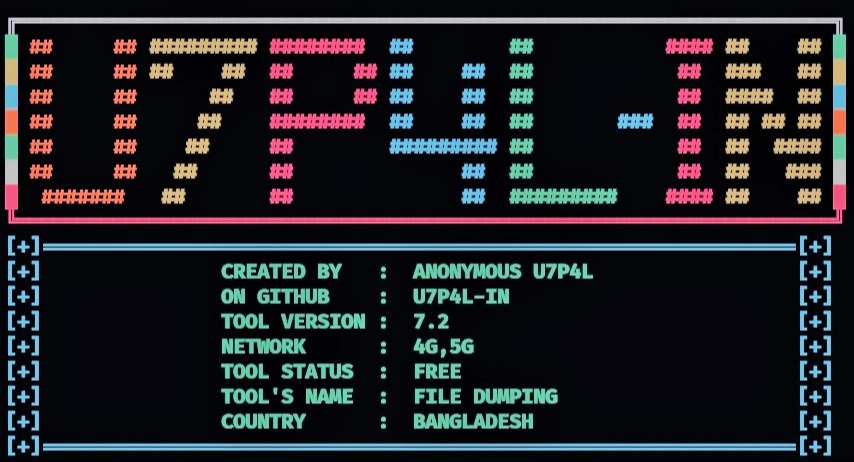 U7P4L-IN
[+] [+]
[+] CREATED BY : ANONYMOUS U7P4L [+]
[+] ON GITHUB : U7P4L-IN [+]
[+] TOOL VERSION : 7.2 [+]
[+] NETWORK : 4G,5G [+]
[+] TOOL STATUS : FREE [+]
[+] TOOL'S NAME : FILE DUMPING [+]
[+] COUNTRY : BANGLADESH [+]
[+] [+]